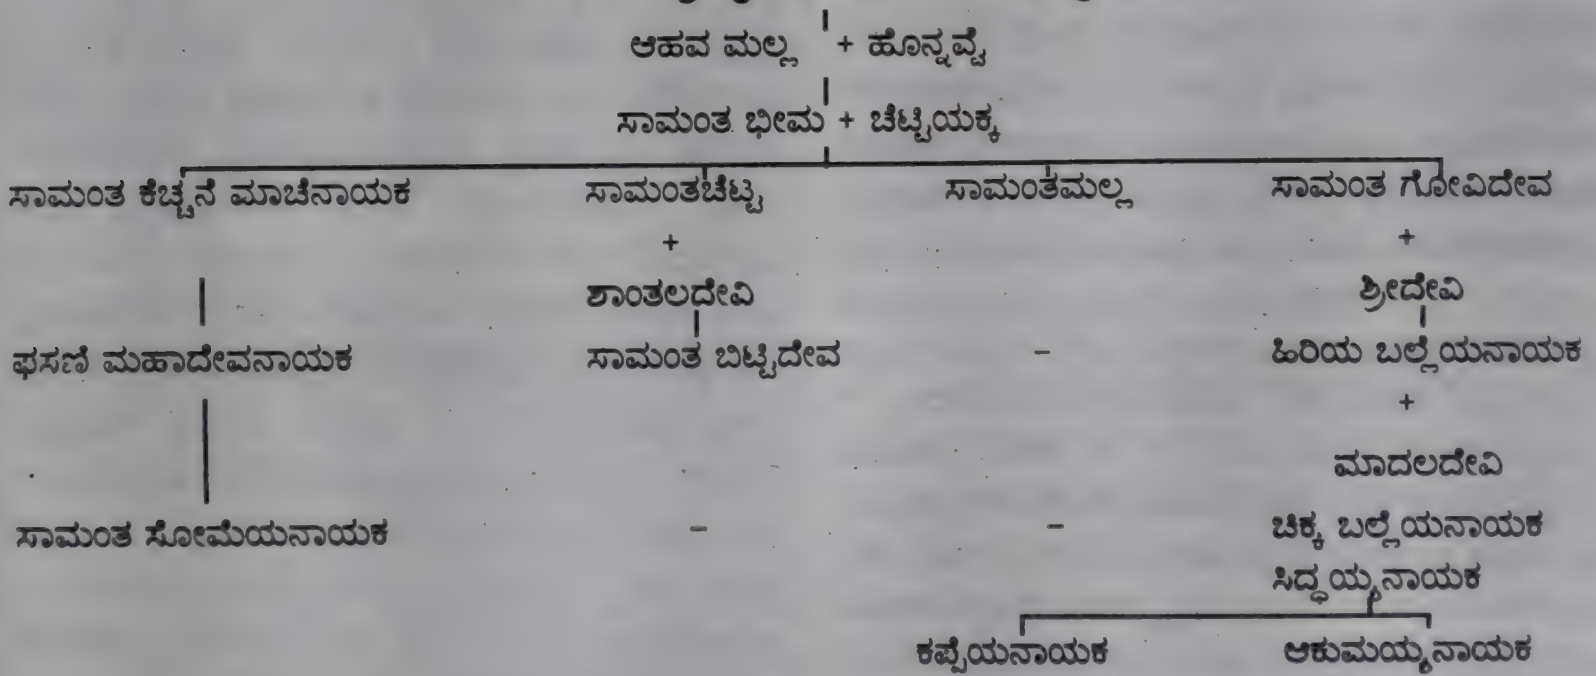 ಆಹವ ಮಲ್ಲ + ಹೊನ್ನವ್ವೆ
ಸಾಮಂತ ಭೀಮ + ಚೆಟ್ಟಿಯಕ್ಕ
ಸಾಮಂತ ಕೆಚ್ಚನೆ ಮಾಚೆನಾಯಕ ಸಾಮಂತಚೆಟ್ಟ ಸಾಮಂತಮಲ್ಲ ಸಾಮಂತ ಗೋವಿದೇವ
+ +
ಶಾಂತಲದೇವಿ ಶ್ರೀದೇವಿ
ಫಸಣಿ ಮಹಾದೇವನಾಯಕ ಸಾಮಂತ ಬಿಟ್ಟಿದೇವ - ಹಿರಿಯ ಬಲ್ಲೆಯನಾಯಕ
+
ಮಾದಲದೇವಿ
ಸಾಮಂತ ಸೋಮೆಯನಾಯಕ - - ಚಿಕ್ಕ ಬಲ್ಲೆಯನಾಯಕ
ಸಿದ್ಧಯ್ಯನಾಯಕ
ಕಪ್ಪೆಯನಾಯಕ ಆಕುಮಯ್ಯನಾಯಕ